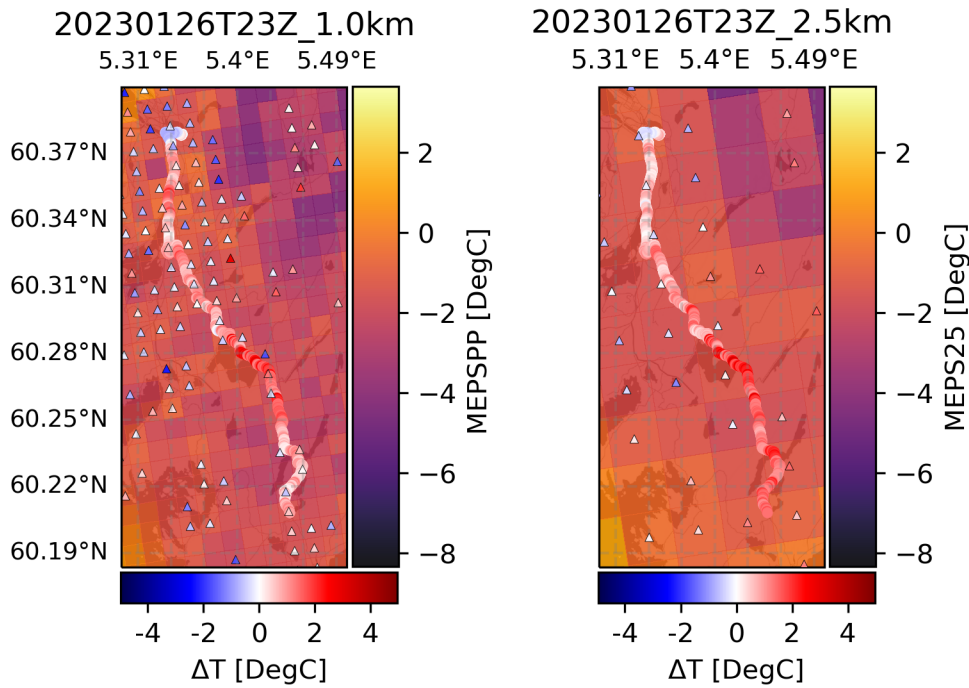 20230126T23Z_1.0km
5.31°E 5.4°E 5.49°E
60.37°N
60.34°N
60.31°N
60.28°N
60.25°N
60.22°N
60.19°N
2
0
−2
−4
−6
−8
MEPSPP [DegC]
-4 -2 0 2 4
ΔT [DegC]
20230126T23Z_2.5km
5.31°E 5.4°E 5.49°E
2
0
−2
−4
−6
−8
MEPS25 [DegC]
-4 -2 0 2 4
ΔT [DegC]